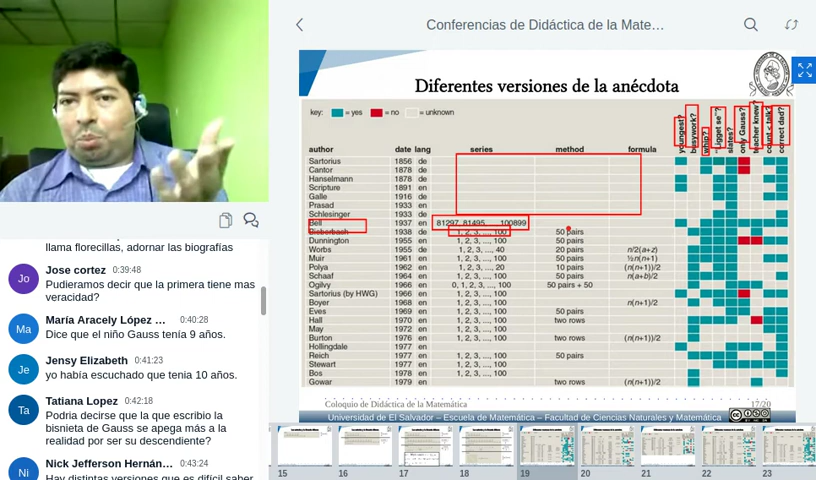 Conferencias de Didáctica de la Mate…
Diferentes versiones de la anécdota
key: = yes = no = unknown
youngest? busywork? whip? "Ligget se"? slates? only Gauss? teacher knew? count < talk? correct dad?
author date lang series method formula
Sartorius 1856 de
Cantor 1878 de
Hanselmann 1878 de
Scripture 1891 en
Galle 1916 de
Prasad 1933 en
Schlesinger 1933 de
Bell 1937 en 81297, 81495, ..., 100899
Bieberbach 1938 de 1, 2, 3, ..., 100 50 pairs
Dunnington 1955 en 1, 2, 3, ..., 100 50 pairs
Worbs 1955 de 1, 2, 3, ..., 40 20 pairs n/2(a+z)
Muir 1961 en 1, 2, 3, ..., 100 50 pairs ½n(n+1)
Polya 1962 en 1, 2, 3, ..., 20 10 pairs (n(n+1))/2
Schaaf 1964 en 1, 2, 3, ..., 100 50 pairs n(a+b)/2
Ogilvy 1966 en 0, 1, 2, 3, ..., 100 50 pairs + 50
Sartorius (by HWG) 1966 en 1, 2, 3, ..., 100
Boyer 1968 en 1, 2, 3, ..., 100 (n(n+1)/2
Eves 1969 en 1, 2, 3, ..., 100 50 pairs
Hall 1970 en 1, 2, 3, ..., 100 two rows
May 1972 en 1, 2, 3, ..., 100
Burton 1976 en 1, 2, 3, ..., 100 two rows (n(n+1))/2
Hollingdale 1977 en
Reich 1977 en 1, 2, 3, ..., 100 50 pairs
Stewart 1977 en 1, 2, 3, ..., 100
Bos 1978 en 1, 2, 3, ..., 100
Gowar 1979 en two rows (n(n+1))/2
Coloquio de Didáctica de la Matemática 17/20
Universidad de El Salvador – Escuela de Matemática – Facultad de Ciencias Naturales y Matemática
15 16 17 18 19 20 21 22 23
llama florecillas, adornar las biografías
Jo Jose cortez 0:39:48
Pudieramos decir que la primera tiene mas
veracidad?
Ma María Aracely López … 0:40:28
Dice que el niño Gauss tenía 9 años.
Je Jensy Elizabeth 0:41:23
yo había escuchado que tenia 10 años.
Ta Tatiana Lopez 0:42:18
Podria decirse que la que escribio la
bisnieta de Gauss se apega más a la
realidad por ser su descendiente?
Ni Nick Jefferson Hernán… 0:43:24
Hay distintas versiones que es difícil saber